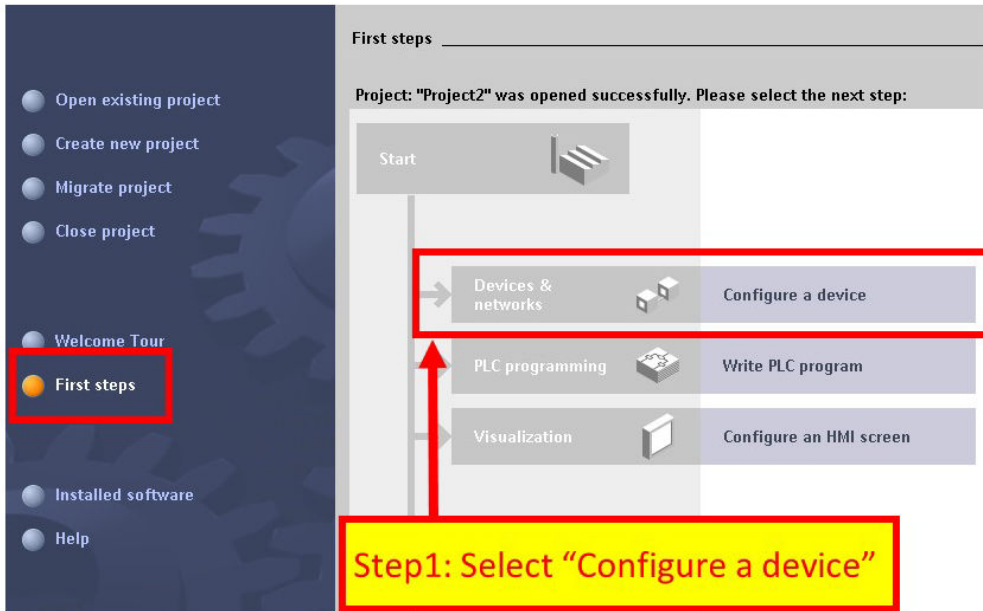 First steps
Project: "Project2" was opened successfully. Please select the next step:
Open existing project
Create new project
Migrate project
Close project
Welcome Tour
First steps
Installed software
Help
Start
Devices &
networks
Configure a device
PLC programming
Write PLC program
Visualization
Configure an HMI screen
Step1: Select “Configure a device”